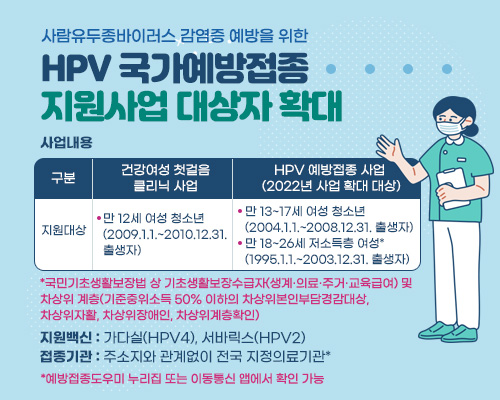 사람유두종바이러스 감염증 예방을 위한
HPV 국가예방접종
지원사업 대상자 확대
사업내용
구분
건강여성 첫걸음
클리닉 사업
HPV 예방접종 사업
(2022년 사업 확대 대상)
지원대상
• 만 12세 여성 청소년
(2009.1.1.~2010.12.31.
출생자)
• 만 13~17세 여성 청소년
(2004.1.1.~2008.12.31. 출생자)
• 만 18~26세 저소득층 여성*
(1995.1.1.~2003.12.31. 출생자)
*국민기초생활보장법 상 기초생활보장수급자(생계·의료·주거·교육급여) 및
차상위 계층(기준중위소득 50% 이하의 차상위본인부담경감대상,
차상위자활, 차상위장애인, 차상위계층확인)
지원백신 : 가다실(HPV4), 서바릭스(HPV2)
접종기관 : 주소지와 관계없이 전국 지정의료기관*
*예방접종도우미 누리집 또는 이동통신 앱에서 확인 가능